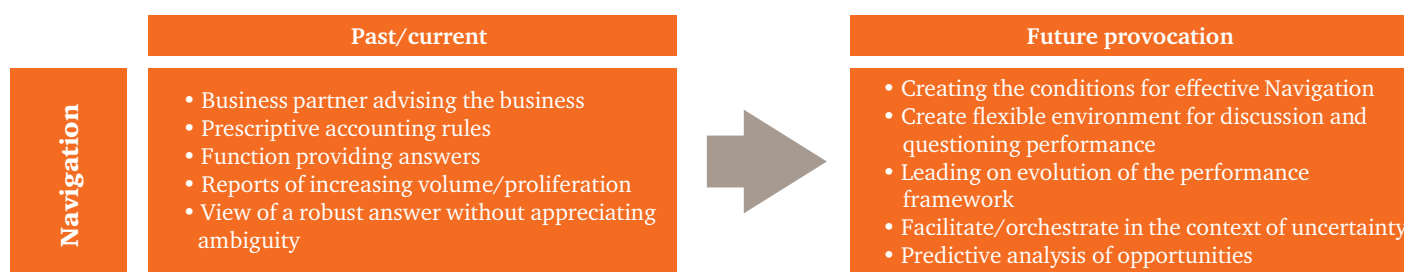 Past/current
Future provocation
Navigation
• Business partner advising the business
• Prescriptive accounting rules
• Function providing answers
• Reports of increasing volume/proliferation
• View of a robust answer without appreciating
ambiguity
• Creating the conditions for effective Navigation
• Create flexible environment for discussion and
questioning performance
• Leading on evolution of the performance
framework
• Facilitate/orchestrate in the context of uncertainty
• Predictive analysis of opportunities